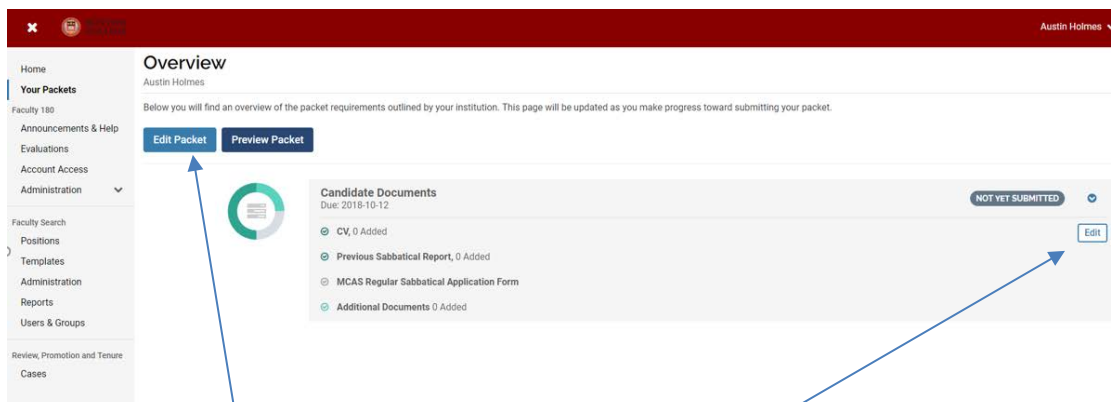 Austin Holmes
Home
Your Packets
Faculty 180
Announcements & Help
Evaluations
Account Access
Administration
Faculty Search
Positions
Templates
Administration
Reports
Users & Groups
Review, Promotion and Tenure
Cases
Overview
Austin Holmes
Below you will find an overview of the packet requirements outlined by your institution. This page will be updated as you make progress toward submitting your packet.
Edit Packet Preview Packet
Candidate Documents
Due: 2018-10-12
NOT YET SUBMITTED
CV, 0 Added
Edit
Previous Sabbatical Report, 0 Added
MCAS Regular Sabbatical Application Form
Additional Documents 0 Added